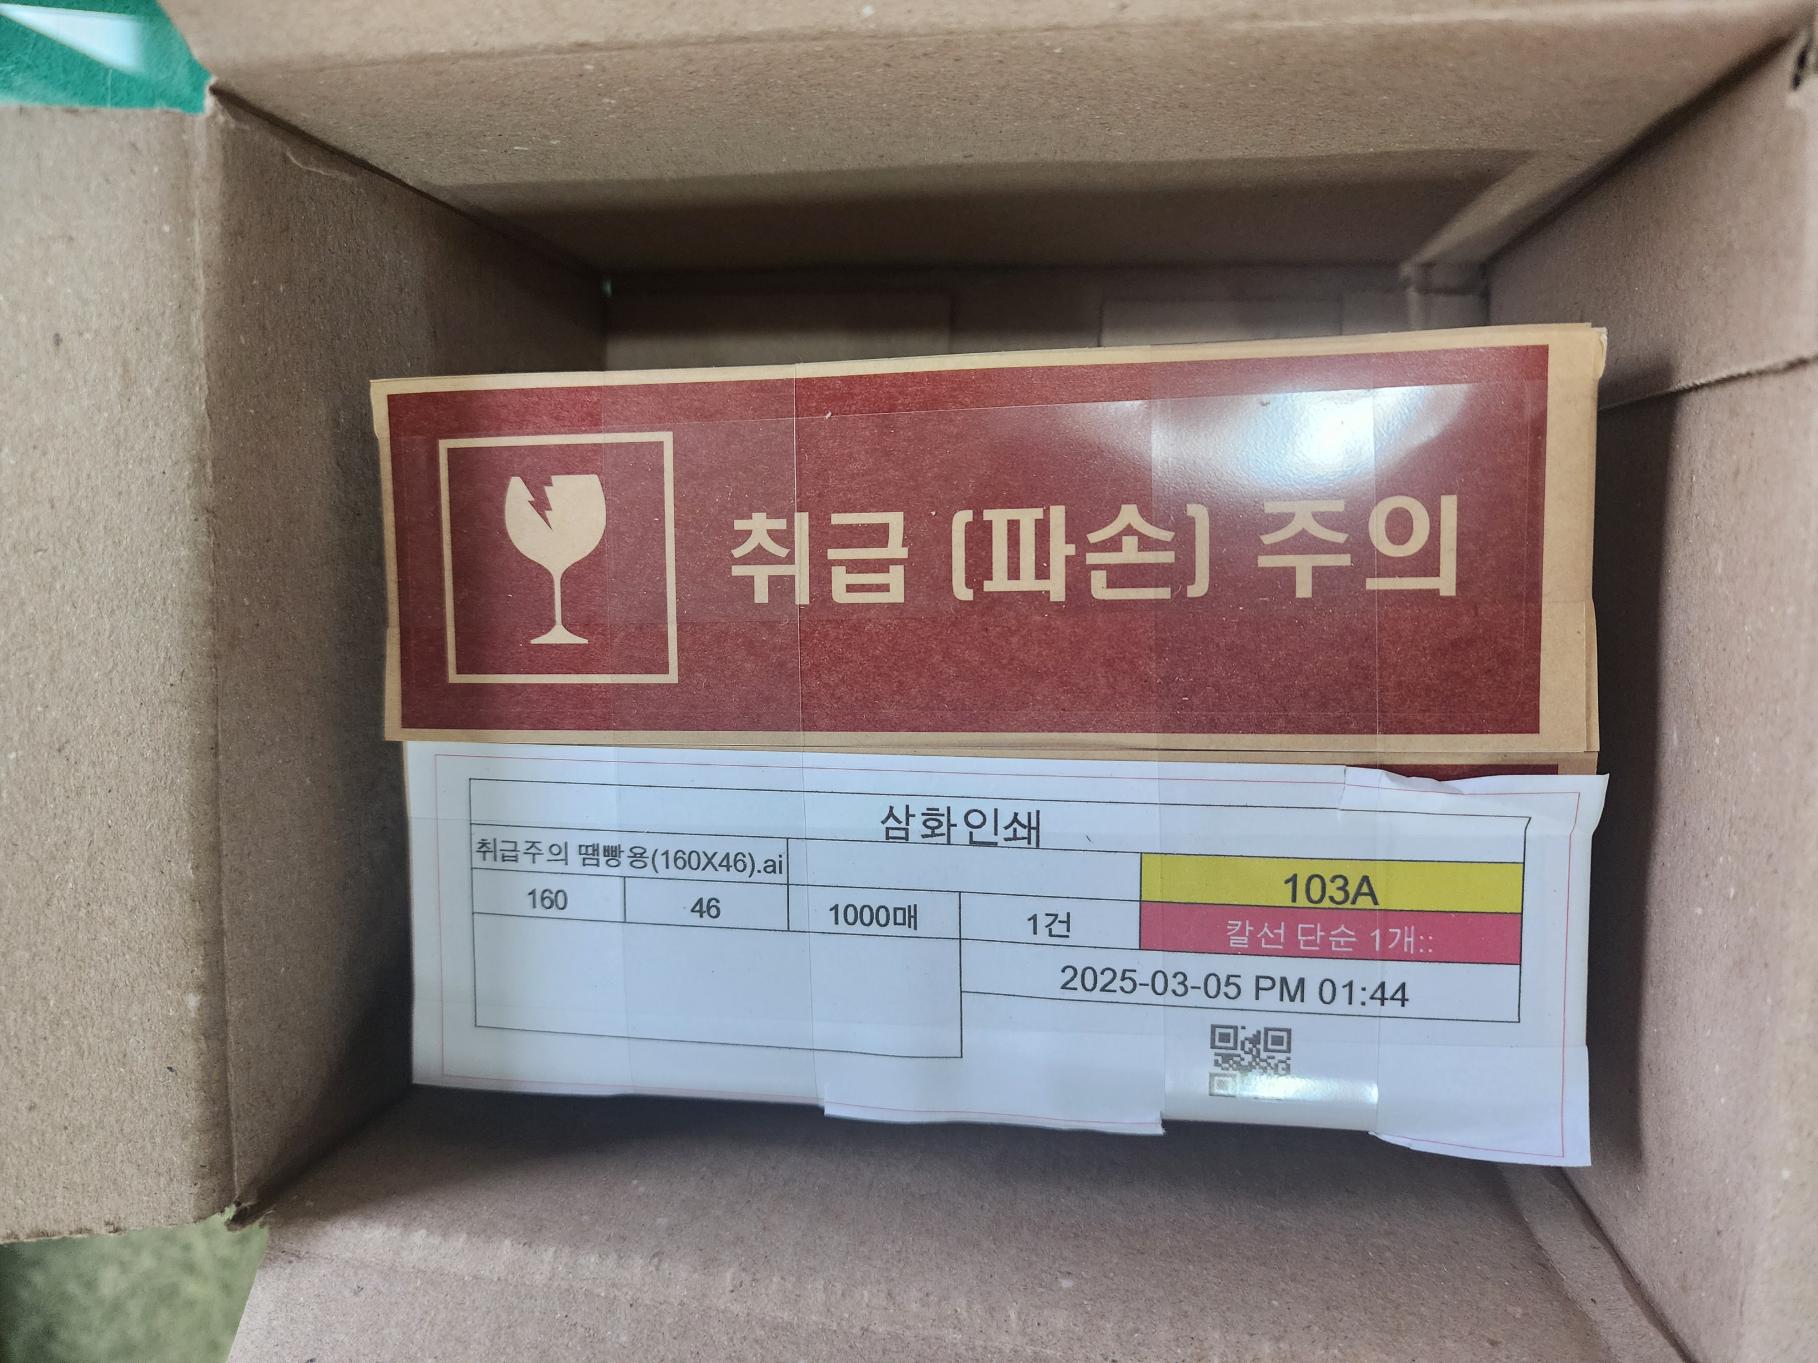 취급 (파손) 주의
삼화인쇄
취급주의 땜빵용(160X46).ai
103A
160 46 1000매 1건 칼선 단순 1개::
2025-03-05 PM 01:44